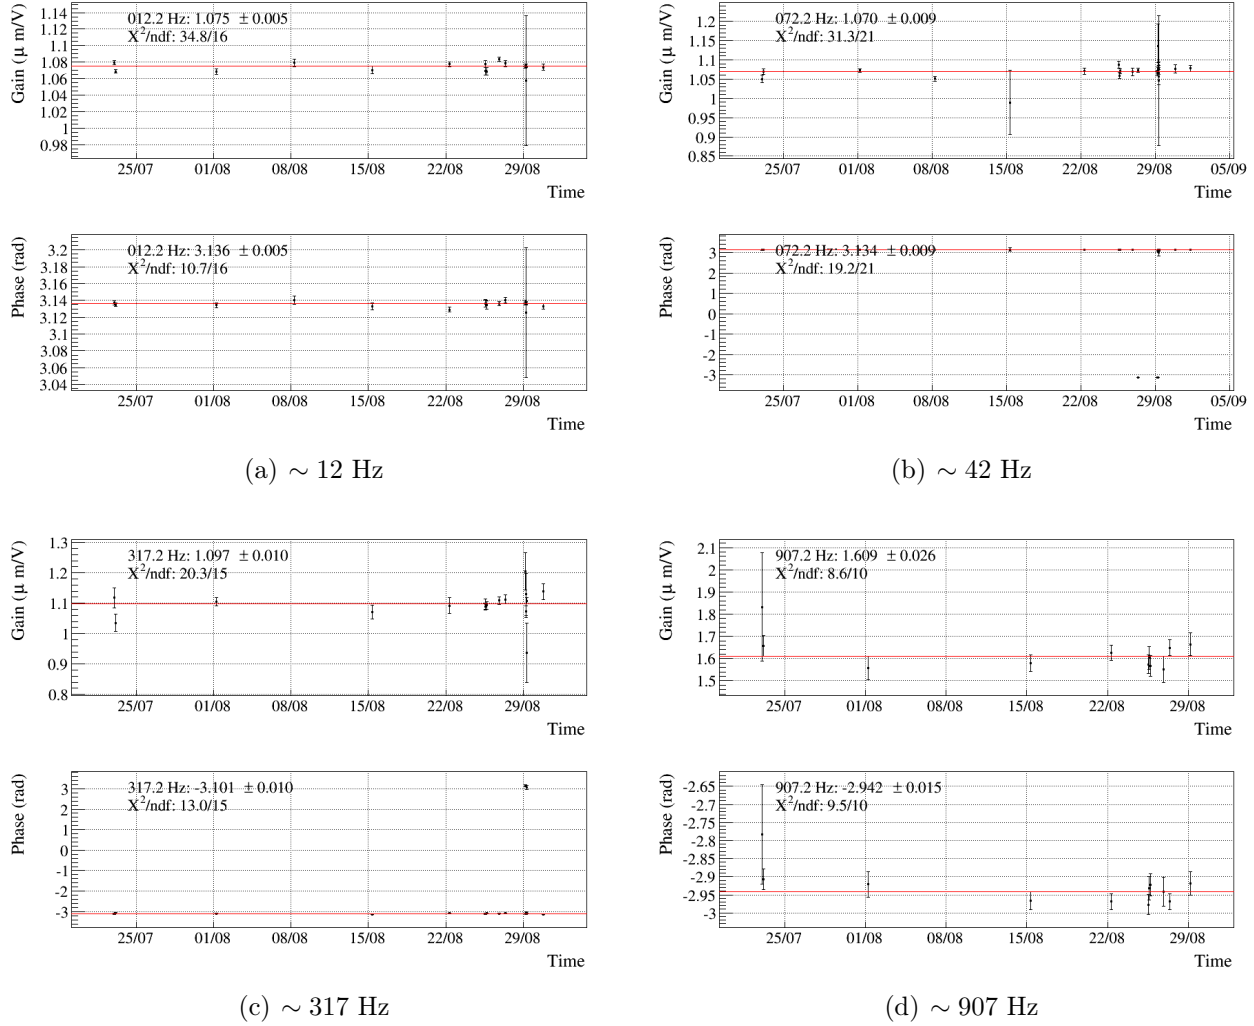 Gain (μ m/V)
1.14
1.12
1.1
1.08
1.06
1.04
1.02
1
0.98
012.2 Hz: 1.075 ± 0.005
Χ²/ndf: 34.8/16
25/07 01/08 08/08 15/08 22/08 29/08
Time
Phase (rad)
3.2
3.18
3.16
3.14
3.12
3.1
3.08
3.06
3.04
012.2 Hz: 3.136 ± 0.005
Χ²/ndf: 10.7/16
25/07 01/08 08/08 15/08 22/08 29/08
Time
(a) ∼ 12 Hz
Gain (μ m/V)
1.2
1.15
1.1
1.05
1
0.95
0.9
0.85
072.2 Hz: 1.070 ± 0.009
Χ²/ndf: 31.3/21
25/07 01/08 08/08 15/08 22/08 29/08 05/09
Time
Phase (rad)
3
2
1
0
-1
-2
-3
072.2 Hz: 3.134 ± 0.009
Χ²/ndf: 19.2/21
25/07 01/08 08/08 15/08 22/08 29/08 05/09
Time
(b) ∼ 42 Hz
Gain (μ m/V)
1.3
1.2
1.1
1
0.9
0.8
317.2 Hz: 1.097 ± 0.010
Χ²/ndf: 20.3/15
25/07 01/08 08/08 15/08 22/08 29/08
Time
Phase (rad)
3
2
1
0
-1
-2
-3
317.2 Hz: -3.101 ± 0.010
Χ²/ndf: 13.0/15
25/07 01/08 08/08 15/08 22/08 29/08
Time
(c) ∼ 317 Hz
Gain (μ m/V)
2.1
2
1.9
1.8
1.7
1.6
1.5
907.2 Hz: 1.609 ± 0.026
Χ²/ndf: 8.6/10
25/07 01/08 08/08 15/08 22/08 29/08
Time
Phase (rad)
-2.65
-2.7
-2.75
-2.8
-2.85
-2.9
-2.95
-3
907.2 Hz: -2.942 ± 0.015
Χ²/ndf: 9.5/10
25/07 01/08 08/08 15/08 22/08 29/08
Time
(d) ∼ 907 Hz